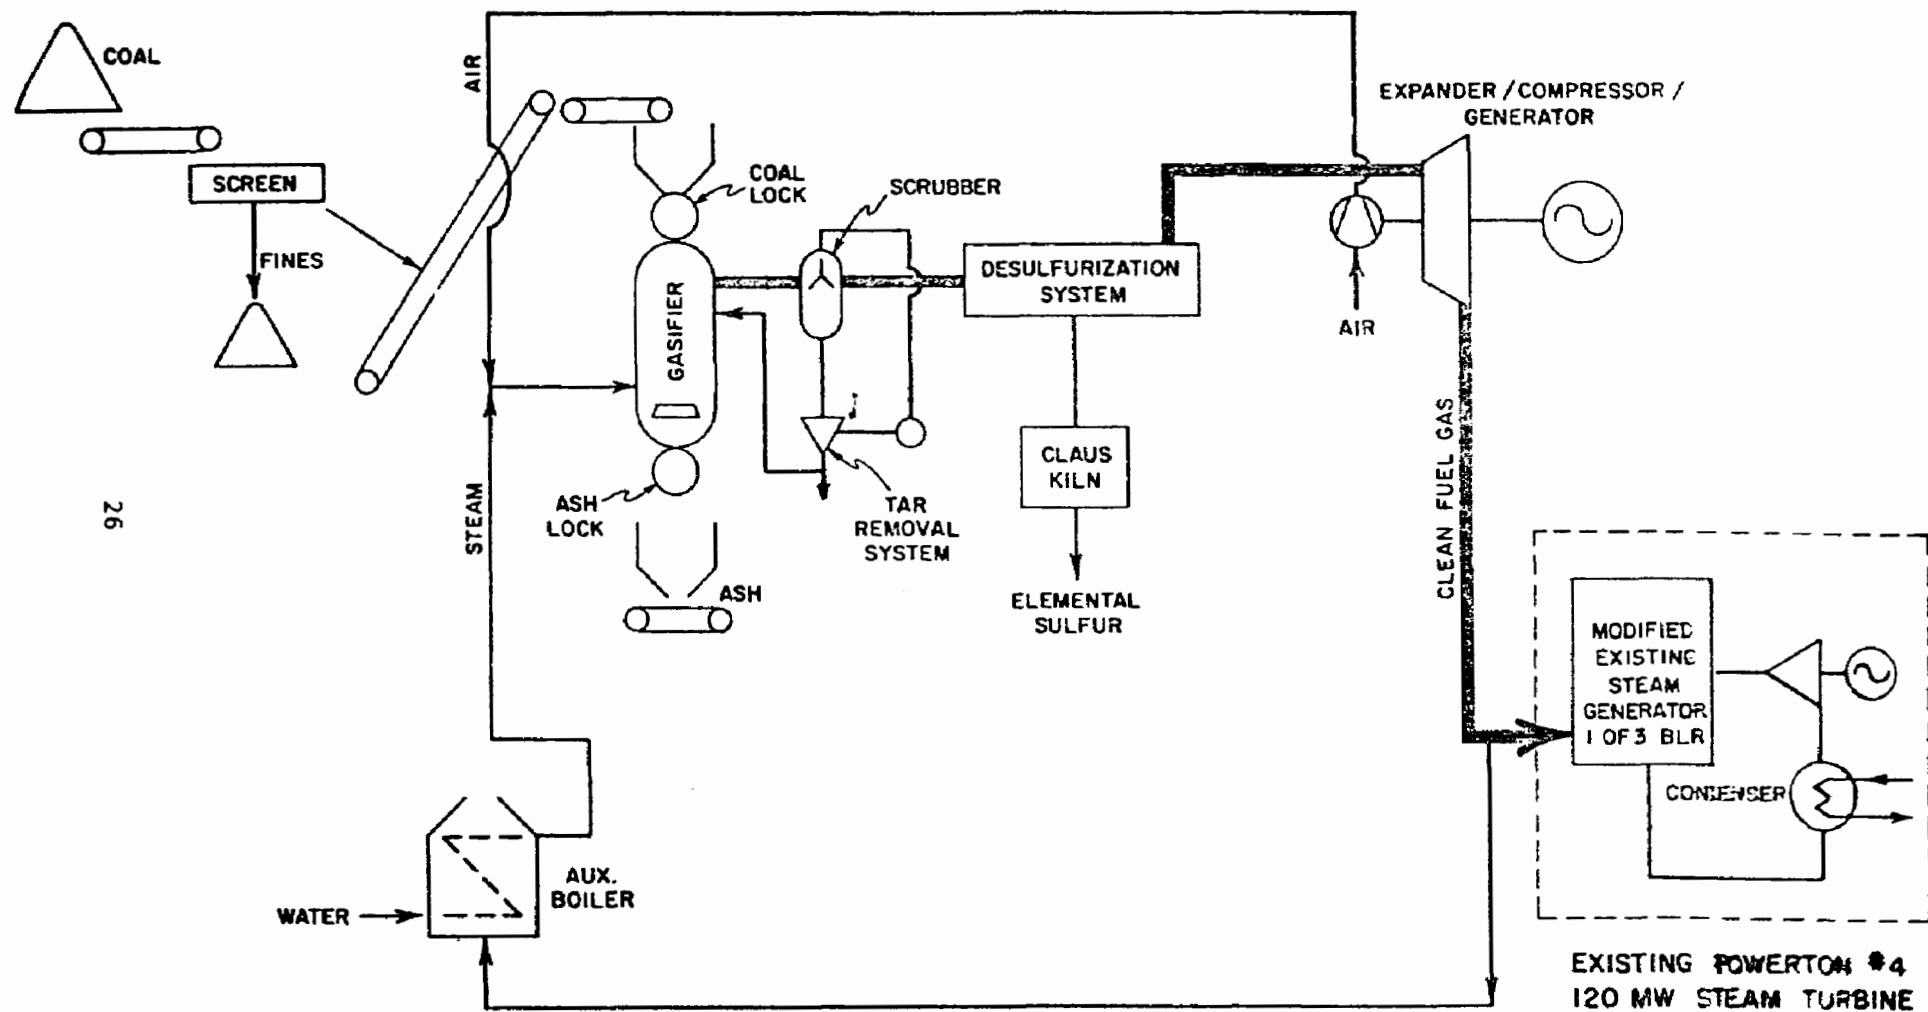 COAL
SCREEN
FINES
AIR
STEAM
26
WATER
AUX.
BOILER
COAL
LOCK
GASIFIER
ASH
LOCK
ASH
SCRUBBER
TAR
REMOVAL
SYSTEM
DESULFURIZATION
SYSTEM
CLAUS
KILN
ELEMENTAL
SULFUR
EXPANDER / COMPRESSOR /
GENERATOR
AIR
CLEAN FUEL GAS
MODIFIED
EXISTING
STEAM
GENERATOR
1 OF 3 BLR
CONDENSER
EXISTING POWERTON #4
120 MW STEAM TURBINE